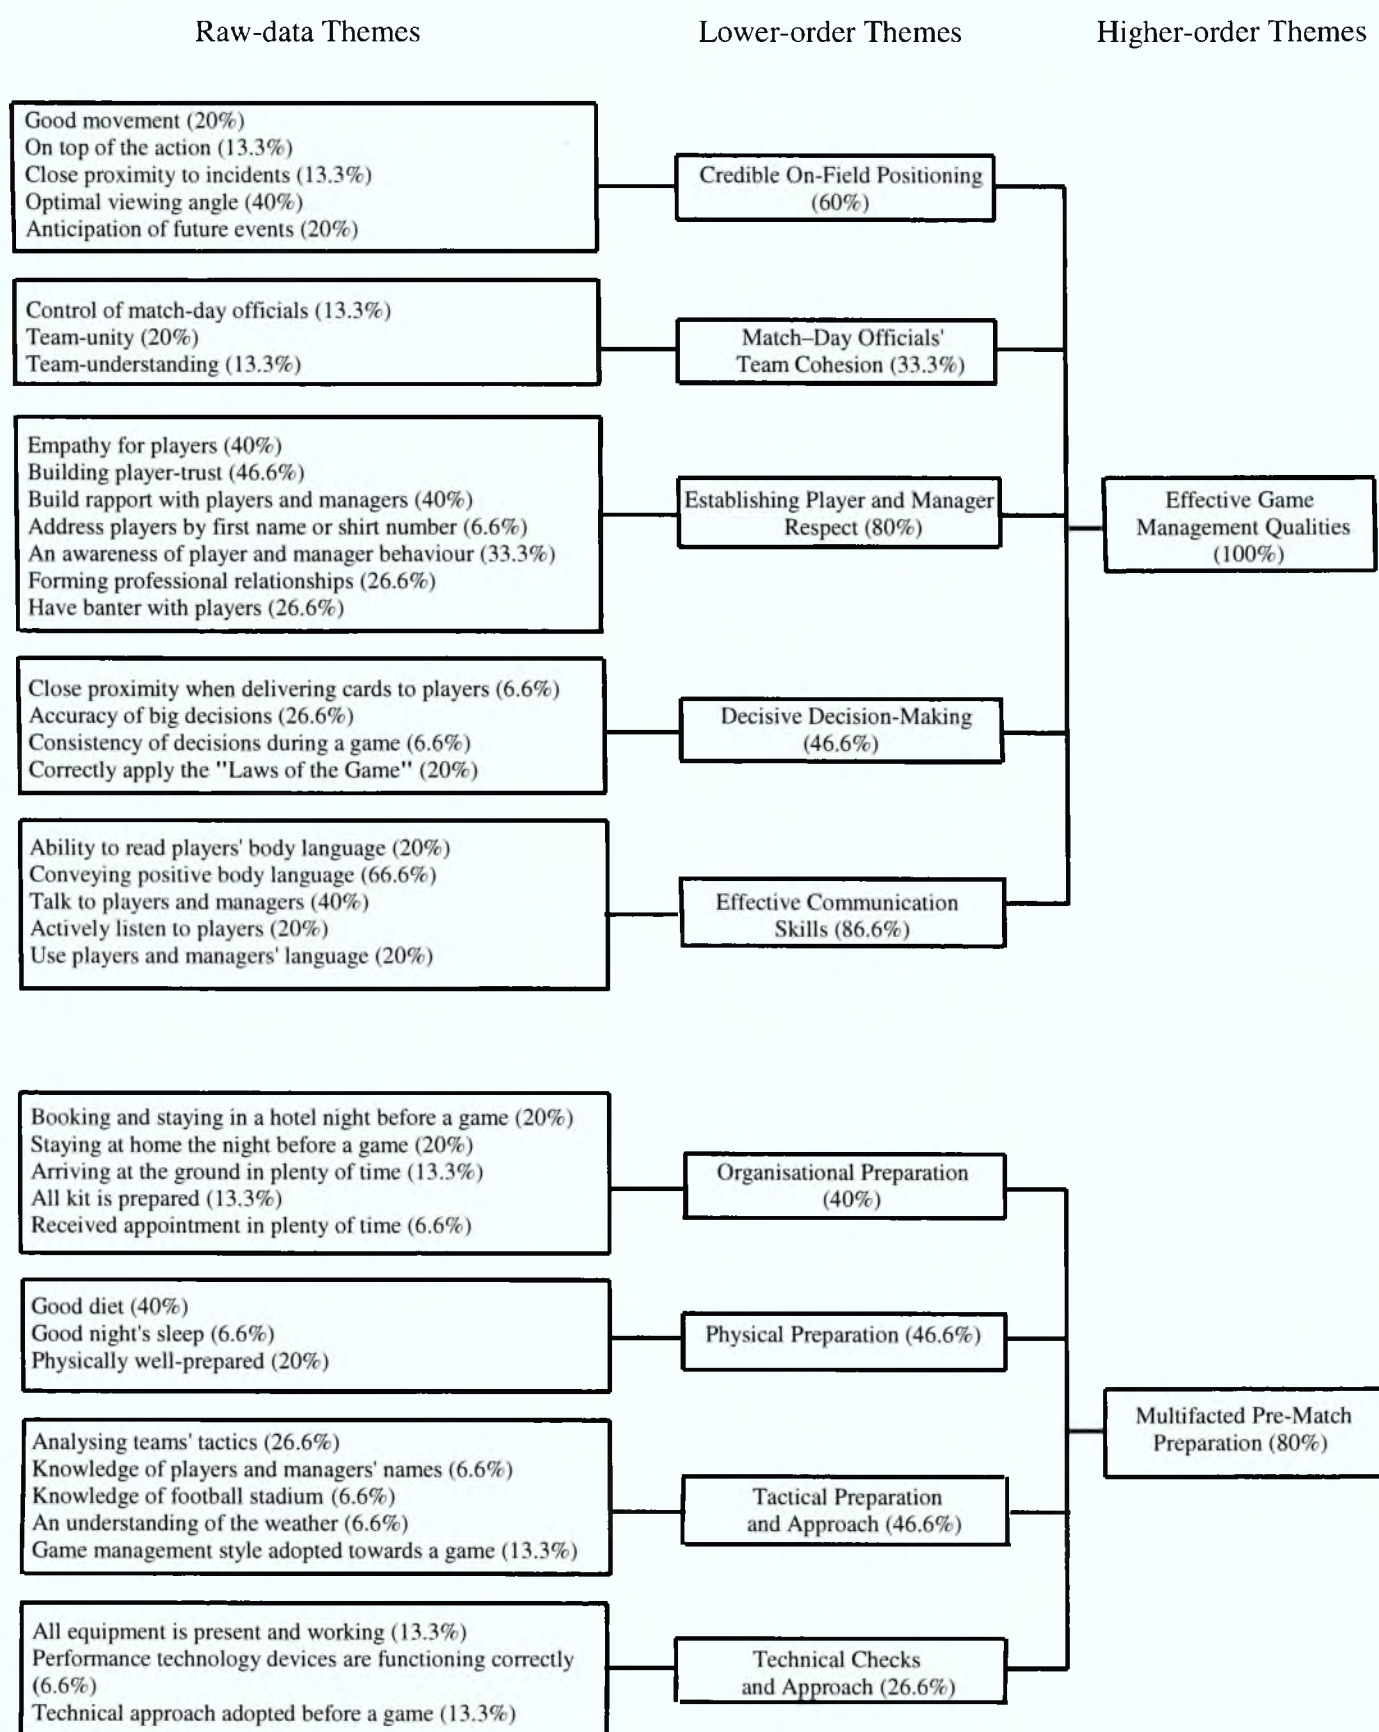 Raw-data Themes
Lower-order Themes
Higher-order Themes
Good movement (20%)
On top of the action (13.3%)
Close proximity to incidents (13.3%)
Optimal viewing angle (40%)
Anticipation of future events (20%)
Credible On-Field Positioning
(60%)
Control of match-day officials (13.3%)
Team-unity (20%)
Team-understanding (13.3%)
Match–Day Officials'
Team Cohesion (33.3%)
Empathy for players (40%)
Building player-trust (46.6%)
Build rapport with players and managers (40%)
Address players by first name or shirt number (6.6%)
An awareness of player and manager behaviour (33.3%)
Forming professional relationships (26.6%)
Have banter with players (26.6%)
Establishing Player and Manager
Respect (80%)
Effective Game
Management Qualities
(100%)
Close proximity when delivering cards to players (6.6%)
Accuracy of big decisions (26.6%)
Consistency of decisions during a game (6.6%)
Correctly apply the "Laws of the Game" (20%)
Decisive Decision-Making
(46.6%)
Ability to read players' body language (20%)
Conveying positive body language (66.6%)
Talk to players and managers (40%)
Actively listen to players (20%)
Use players and managers' language (20%)
Effective Communication
Skills (86.6%)
Booking and staying in a hotel night before a game (20%)
Staying at home the night before a game (20%)
Arriving at the ground in plenty of time (13.3%)
All kit is prepared (13.3%)
Received appointment in plenty of time (6.6%)
Organisational Preparation
(40%)
Good diet (40%)
Good night's sleep (6.6%)
Physically well-prepared (20%)
Physical Preparation (46.6%)
Multifacted Pre-Match
Preparation (80%)
Analysing teams' tactics (26.6%)
Knowledge of players and managers' names (6.6%)
Knowledge of football stadium (6.6%)
An understanding of the weather (6.6%)
Game management style adopted towards a game (13.3%)
Tactical Preparation
and Approach (46.6%)
All equipment is present and working (13.3%)
Performance technology devices are functioning correctly
(6.6%)
Technical approach adopted before a game (13.3%)
Technical Checks
and Approach (26.6%)